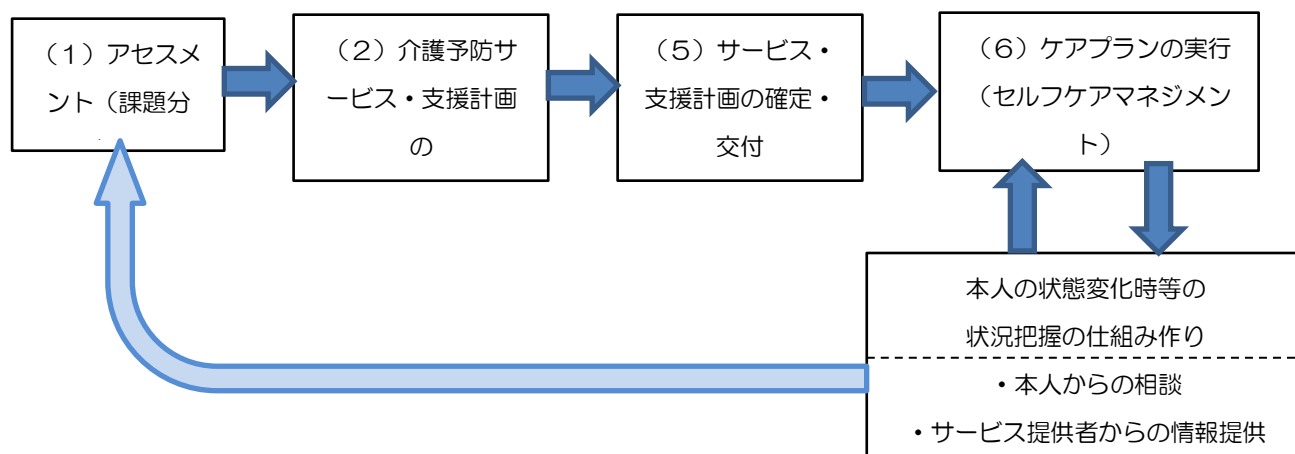 （１）アセスメ
ント（課題分
（２）介護予防サ
ービス・支援計画
の
（５）サービス・
支援計画の確定・
交付
（６）ケアプランの実行
（セルフケアマネジメン
ト）
本人の状態変化時等の
状況把握の仕組み作り
・本人からの相談
・サービス提供者からの情報提供